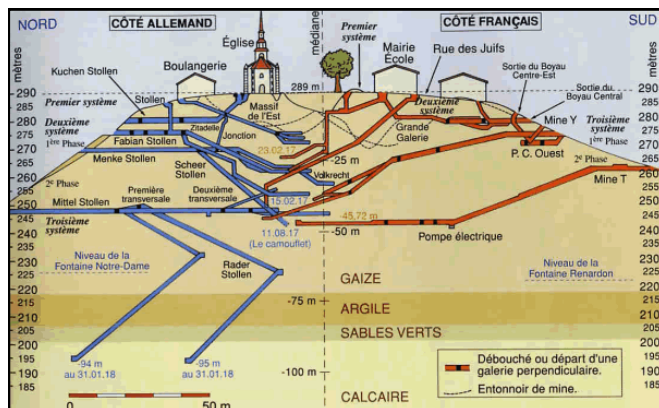 NORD
CÔTÉ ALLEMAND
CÔTÉ FRANÇAIS
SUD
mètres
médiane
mètres
Église
Boulangerie
Kuchen Stollen
Premier
système
Mairie
École
Rue des Juifs
Sortie du Boyau
Centre-Est
Sortie du
Boyau Central
289 m
290
285
280
275
270
265
260
255
250
245
240
235
230
225
220
215
210
205
200
195
190
185
Premier système
Stollen
Deuxième
système
1ère Phase
Zitadelle
Fabian Stollen
Jonction
Massif
de l'Est
Menke Stollen
Scheer
Stollen
2e Phase
Première
transversale
Deuxième
transversale
Mittel Stollen
Troisième
système
23.02.17
Volkrecht
15.02.17
11.08.17
(Le camouflet)
-45,72 m
-25 m
-50 m
-75 m
-100 m
Deuxième
système
Grande
Galerie
Mine Y
Troisième
système
1ère Phase
P. C. Ouest
2e Phase
Mine T
Pompe électrique
Niveau de la
Fontaine Notre-Dame
Rader
Stollen
Niveau de la
Fontaine Renardon
GAIZE
ARGILE
SABLES VERTS
CALCAIRE
-94 m
au 31.01.18
-95 m
au 31.01.18
0
50 m
Débouché ou départ d'une
galerie perpendiculaire.
Entonnoir de mine.
290
285
280
275
270
265
260
255
250
245
240
235
230
225
220
215
210
205
200
195
190
185